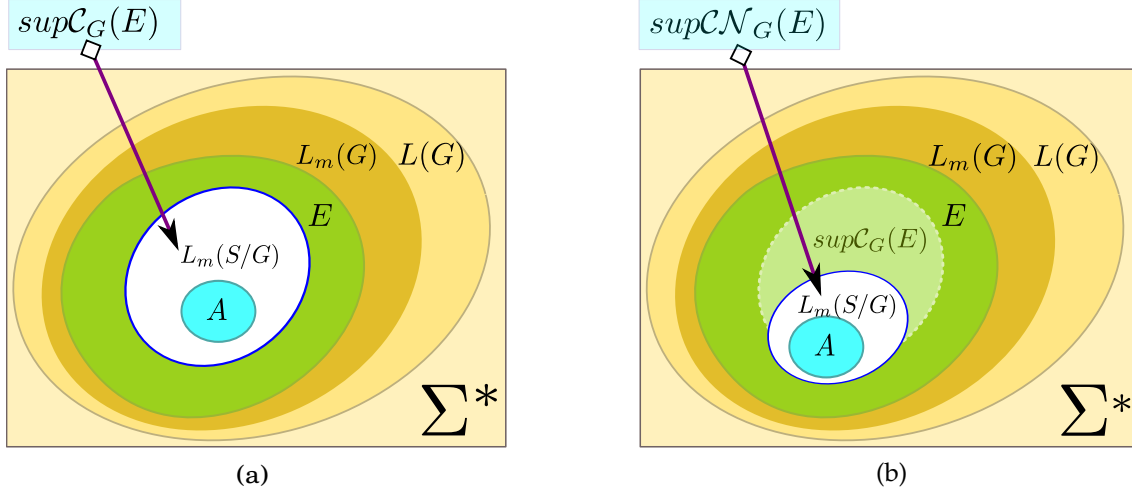 sup𝒞_G(E)
L_m(G) L(G)
E
L_m(S/G)
A
Σ*
(a)
sup𝒞𝒩_G(E)
L_m(G) L(G)
E
sup𝒞_G(E)
L_m(S/G)
A
Σ*
(b)